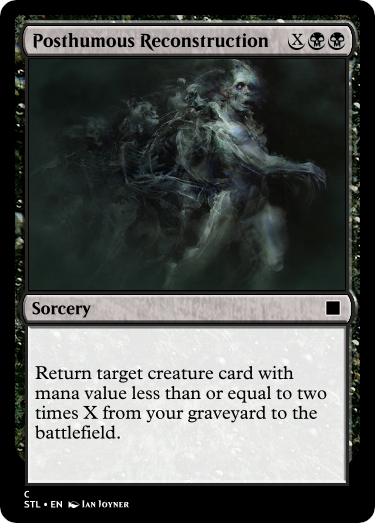 Posthumous Reconstruction X
Sorcery
Return target creature card with
mana value less than or equal to two
times X from your graveyard to the
battlefield.
C
STL • EN Ian Joyner